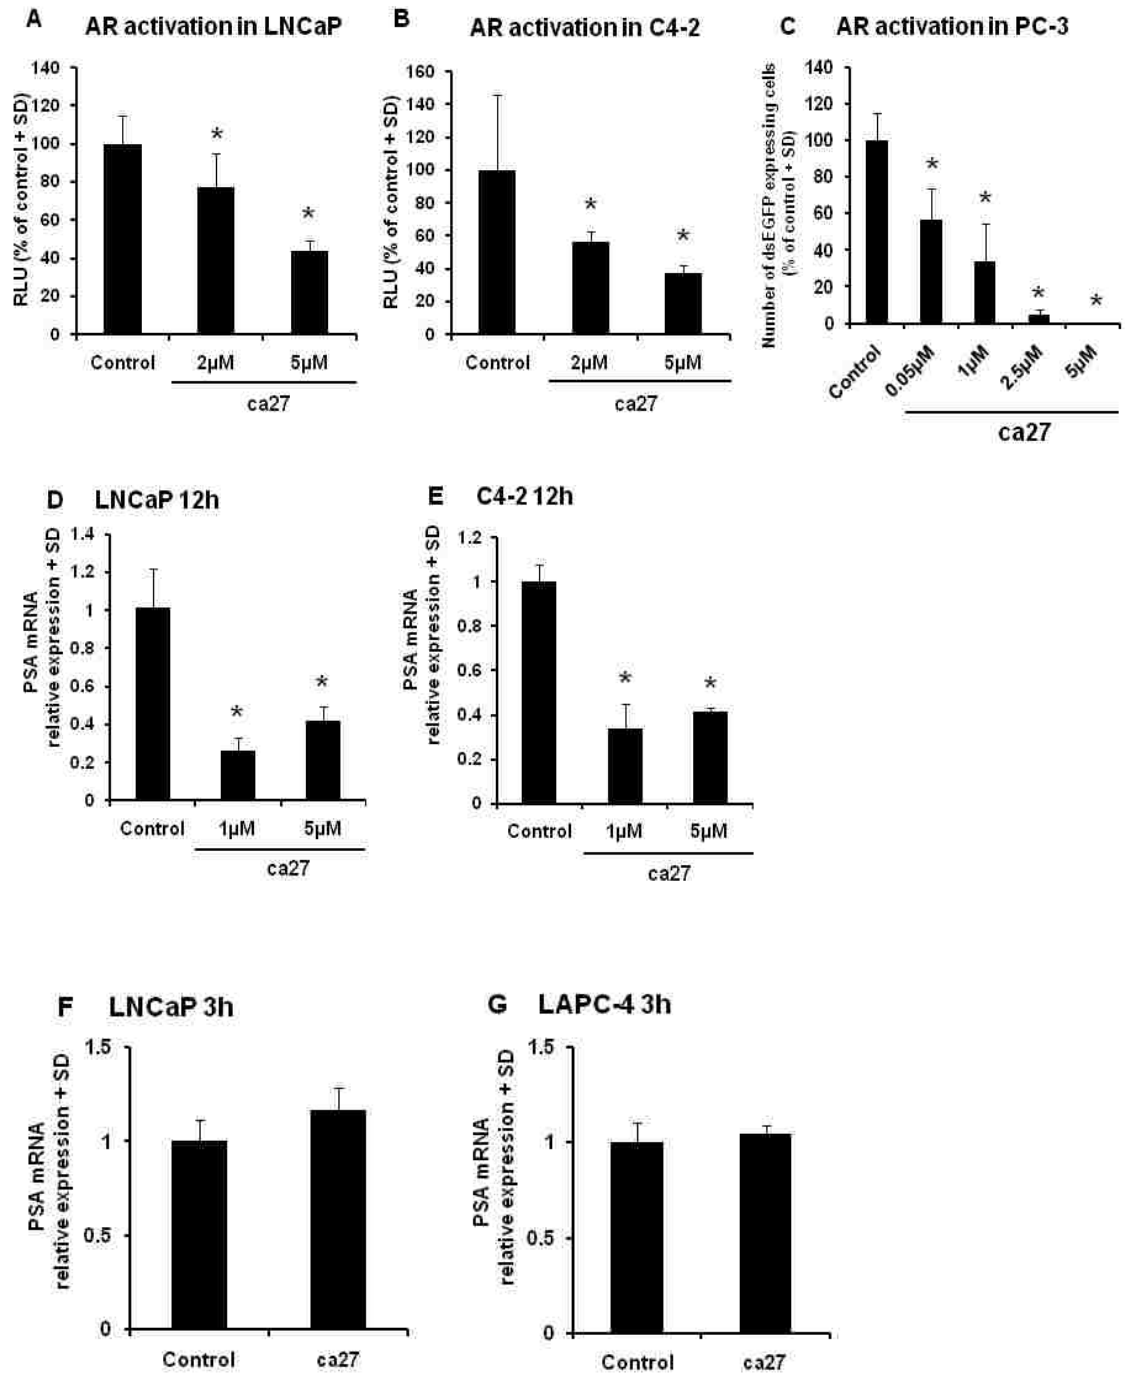 A AR activation in LNCaP
RLU (% of control + SD)
140
120
100
80
60
40
20
0
*
*
Control 2μM 5μM
ca27
B AR activation in C4-2
RLU (% of control + SD)
160
140
120
100
80
60
40
20
0
*
*
Control 2μM 5μM
ca27
C AR activation in PC-3
Number of dsEGFP expressing cells
(% of control + SD)
140
120
100
80
60
40
20
0
*
*
*
*
Control 0.05μM 1μM 2.5μM 5μM
ca27
D LNCaP 12h
PSA mRNA
relative expression + SD
1.4
1.2
1
0.8
0.6
0.4
0.2
0
*
*
Control 1μM 5μM
ca27
E C4-2 12h
PSA mRNA
relative expression + SD
1.2
1
0.8
0.6
0.4
0.2
0
*
*
Control 1μM 5μM
ca27
F LNCaP 3h
PSA mRNA
relative expression + SD
1.5
1
0.5
0
Control ca27
G LAPC-4 3h
PSA mRNA
relative expression + SD
1.5
1
0.5
0
Control ca27